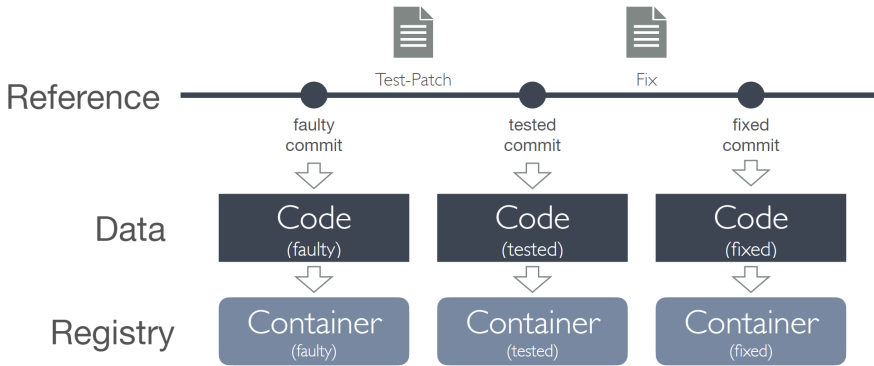 Test-Patch
Fix
Reference
faulty
commit
tested
commit
fixed
commit
Data
Code
(faulty)
Code
(tested)
Code
(fixed)
Registry
Container
(faulty)
Container
(tested)
Container
(fixed)